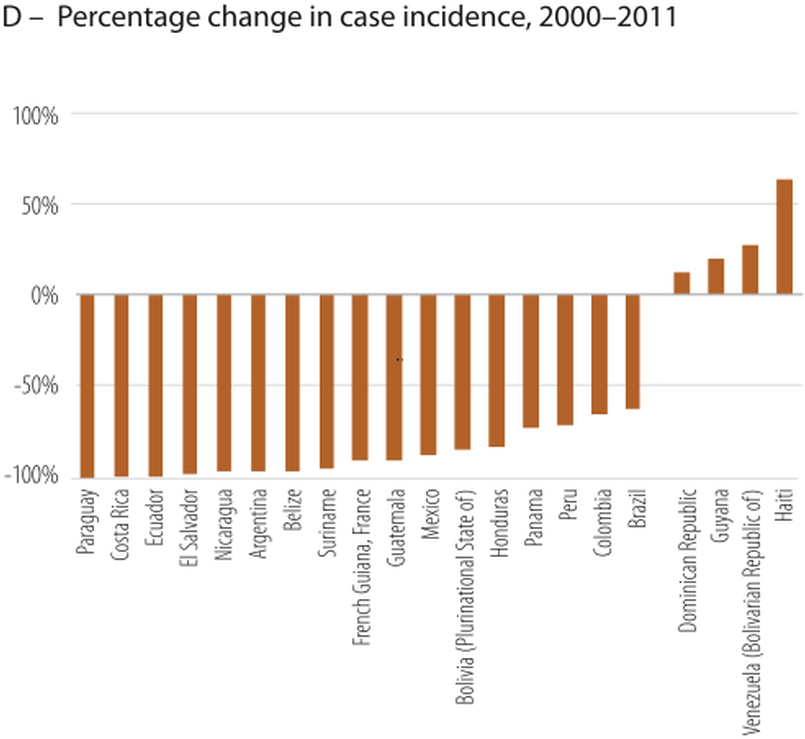 D – Percentage change in case incidence, 2000–2011
100%
50%
0%
-50%
-100%
Paraguay
Costa Rica
Ecuador
El Salvador
Nicaragua
Argentina
Belize
Suriname
French Guiana, France
Guatemala
Mexico
Bolivia (Plurinational State of)
Honduras
Panama
Peru
Colombia
Brazil
Dominican Republic
Guyana
Venezuela (Bolivarian Republic of)
Haiti